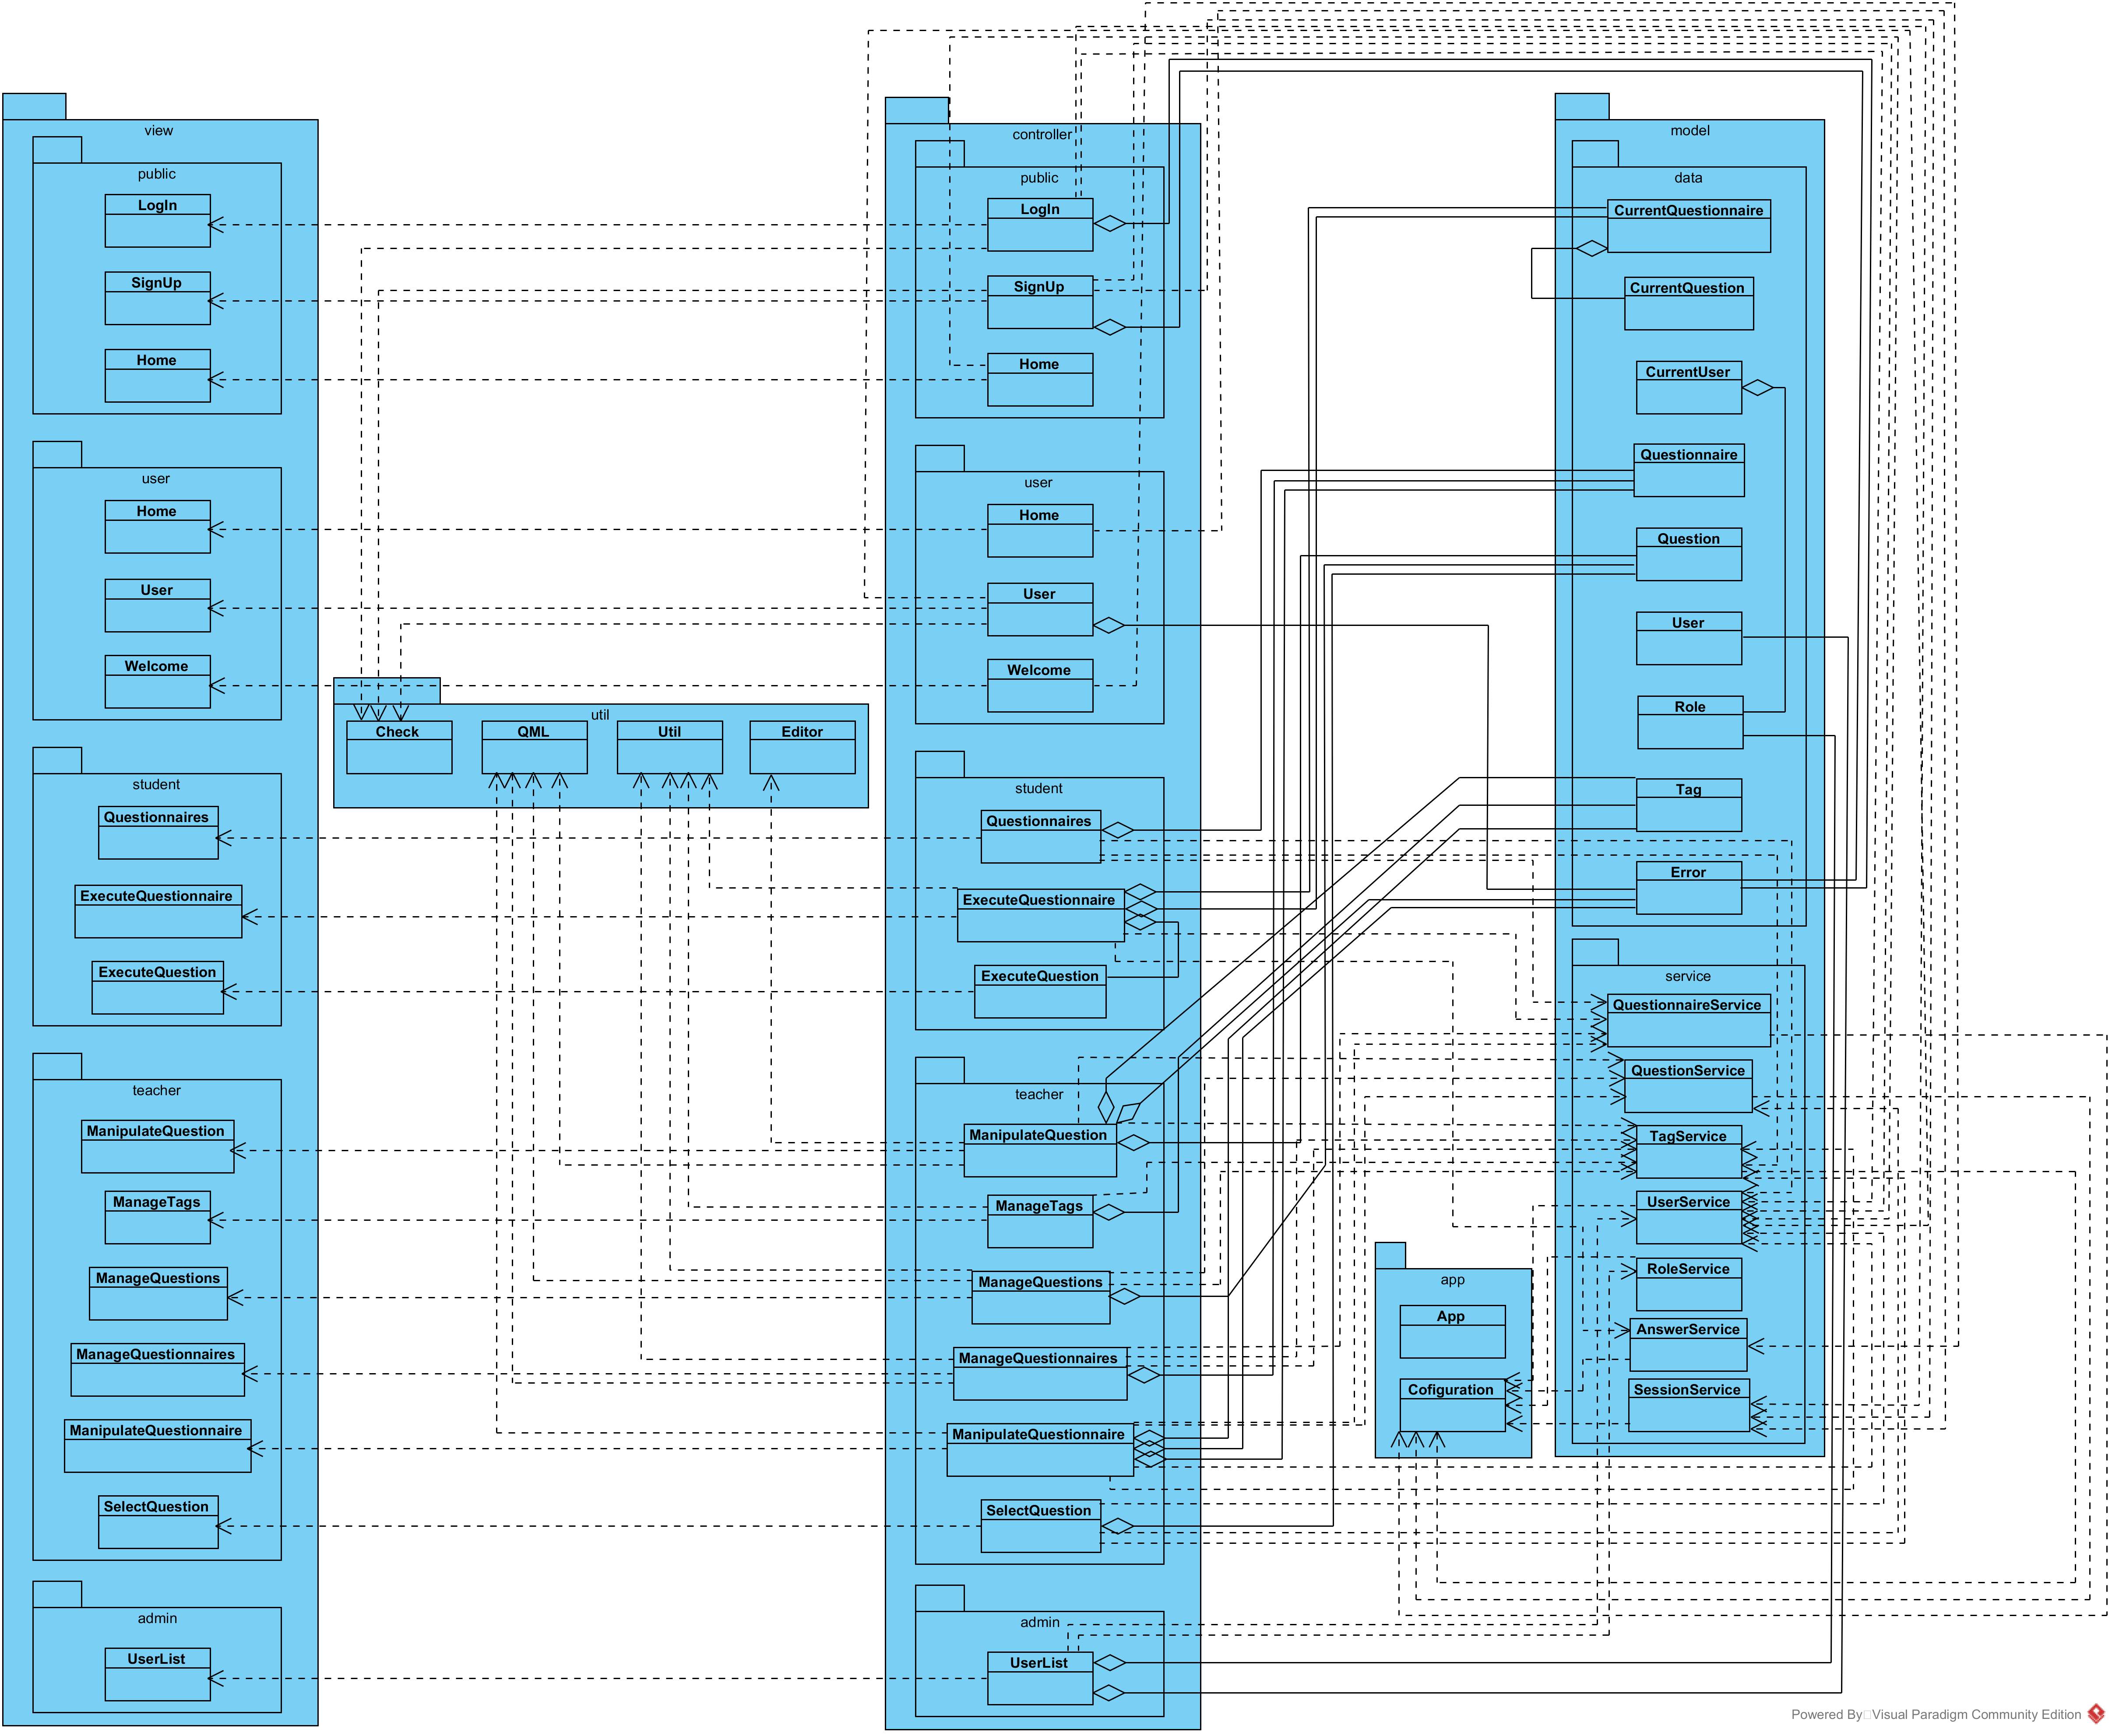 view
public
LogIn
SignUp
Home
user
Home
User
Welcome
student
Questionnaires
ExecuteQuestionnaire
ExecuteQuestion
teacher
ManipulateQuestion
ManageTags
ManageQuestions
ManageQuestionnaires
ManipulateQuestionnaire
SelectQuestion
admin
UserList
util
Check
QML
Util
Editor
controller
public
LogIn
SignUp
Home
user
Home
User
Welcome
student
Questionnaires
ExecuteQuestionnaire
ExecuteQuestion
teacher
ManipulateQuestion
ManageTags
ManageQuestions
ManageQuestionnaires
ManipulateQuestionnaire
SelectQuestion
admin
UserList
app
App
Cofiguration
model
data
CurrentQuestionnaire
CurrentQuestion
CurrentUser
Questionnaire
Question
User
Role
Tag
Error
service
QuestionnaireService
QuestionService
TagService
UserService
RoleService
AnswerService
SessionService
Powered By Visual Paradigm Community Edition